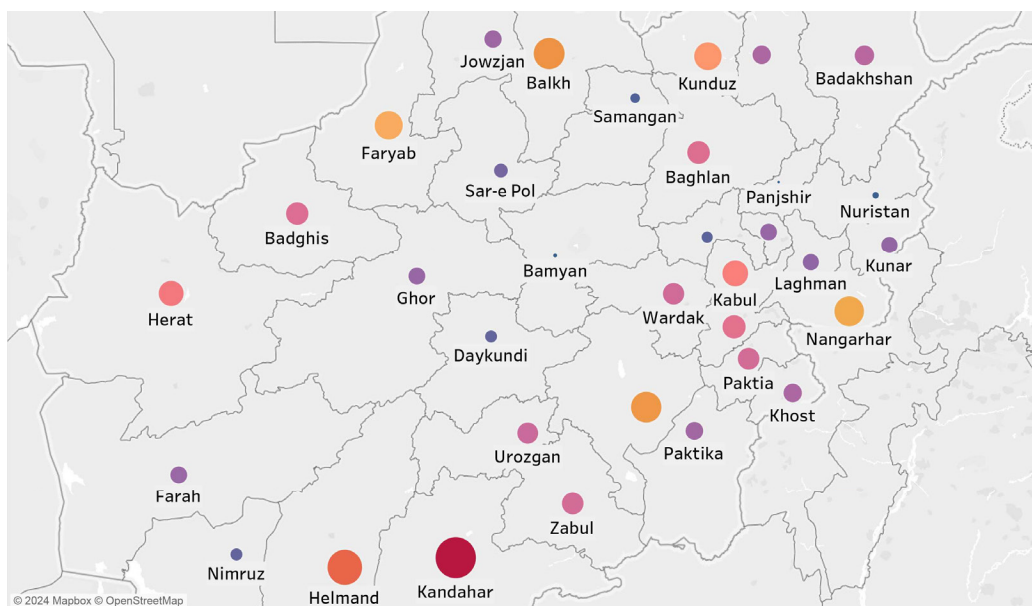 Jowzjan
Balkh
Kunduz
Badakhshan
Samangan
Faryab
Baghlan
Sar-e Pol
Panjshir
Nuristan
Badghis
Kunar
Bamyan
Laghman
Ghor
Kabul
Herat
Wardak
Nangarhar
Daykundi
Paktia
Khost
Urozgan
Paktika
Farah
Zabul
Nimruz
Helmand
Kandahar
© 2024 Mapbox © OpenStreetMap